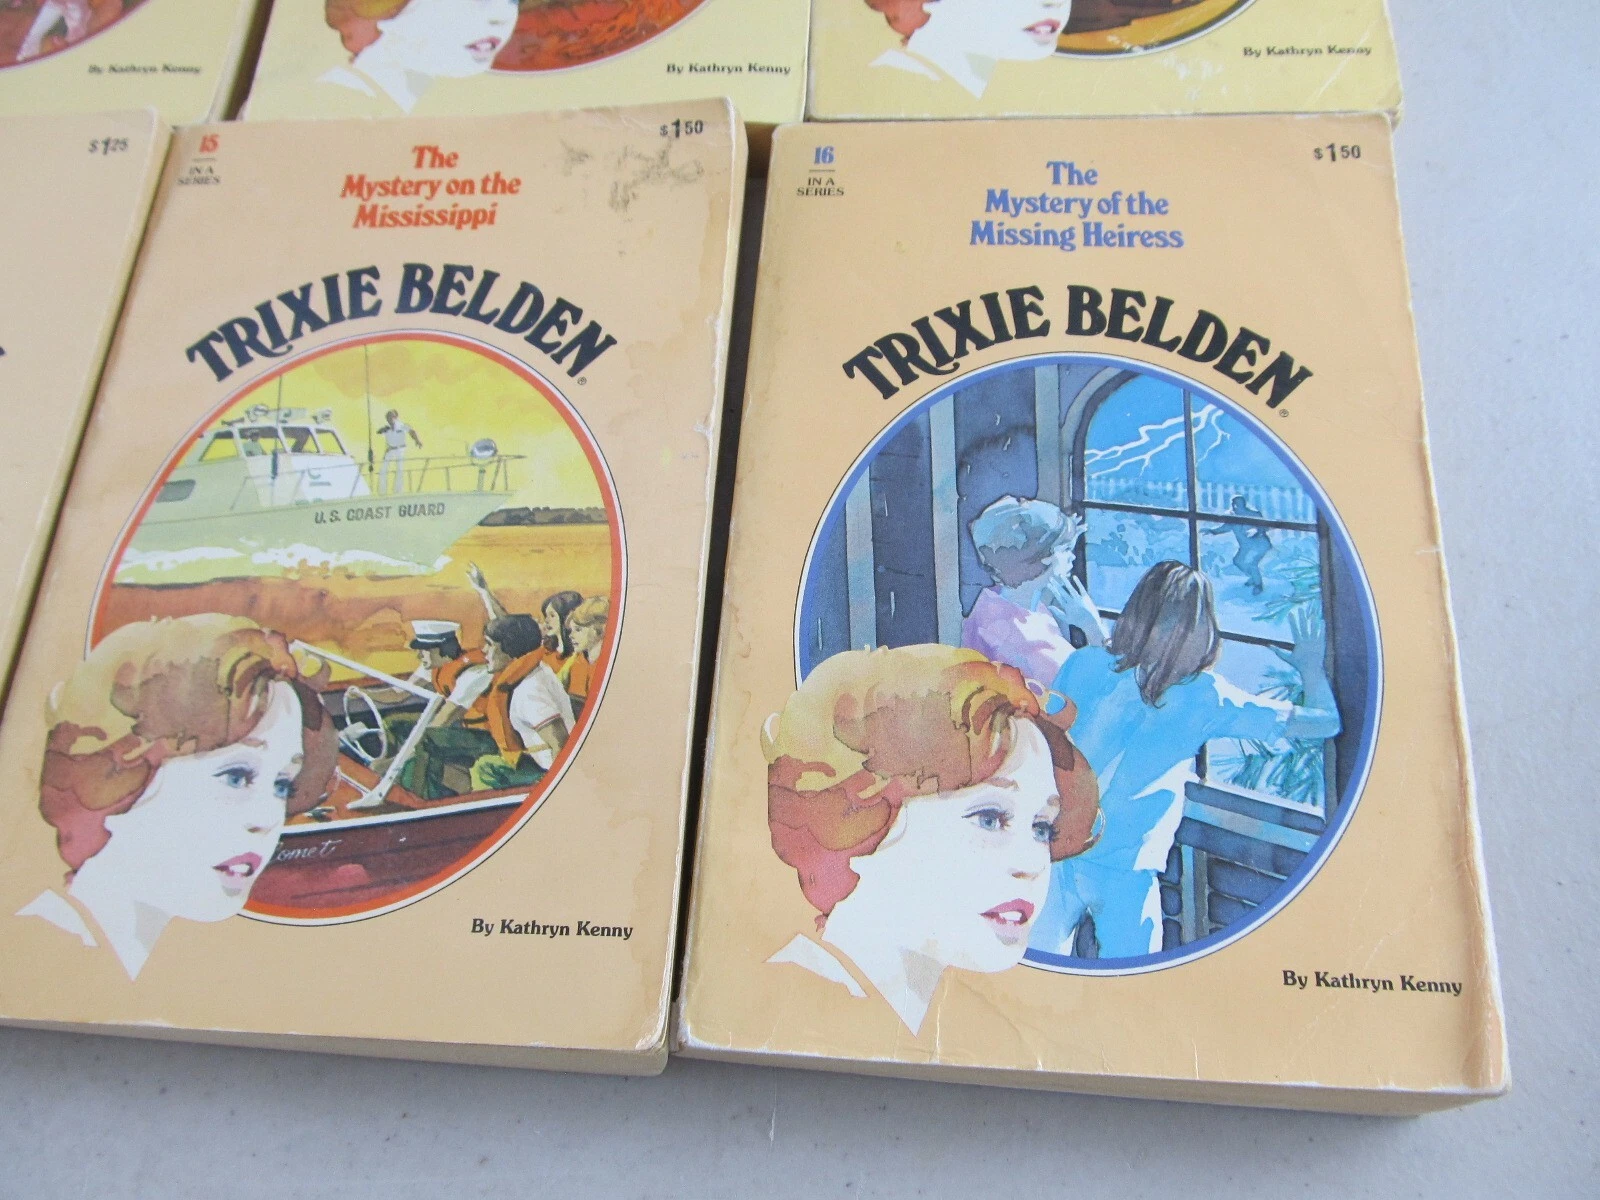 By Kathryn Kenny
By Kathryn Kenny
By Kathryn Kenny
$1.25
15
IN A
SERIES
$1.50
The
Mystery on the
Mississippi
TRIXIE BELDEN®
U.S. COAST GUARD
Comet
By Kathryn Kenny
16
IN A
SERIES
$1.50
The
Mystery of the
Missing Heiress
TRIXIE BELDEN®
By Kathryn Kenny